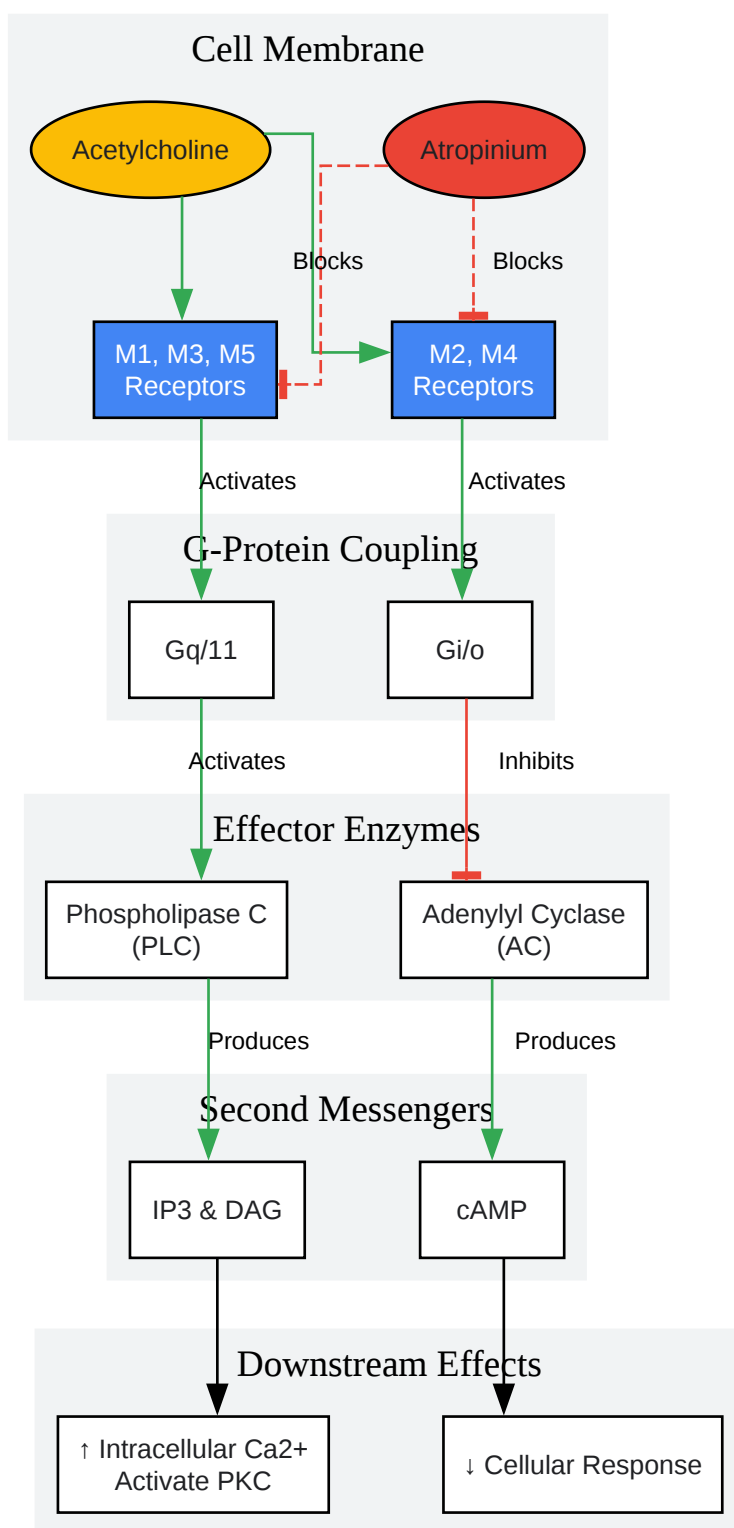 Cell Membrane
Acetylcholine
Atropinium
Blocks
Blocks
M1, M3, M5
Receptors
M2, M4
Receptors
Activates
Activates
G-Protein Coupling
Gq/11
Gi/o
Activates
Inhibits
Effector Enzymes
Phospholipase C
(PLC)
Adenylyl Cyclase
(AC)
Produces
Produces
Second Messengers
IP3 & DAG
cAMP
Downstream Effects
↑ Intracellular Ca2+
Activate PKC
↓ Cellular Response